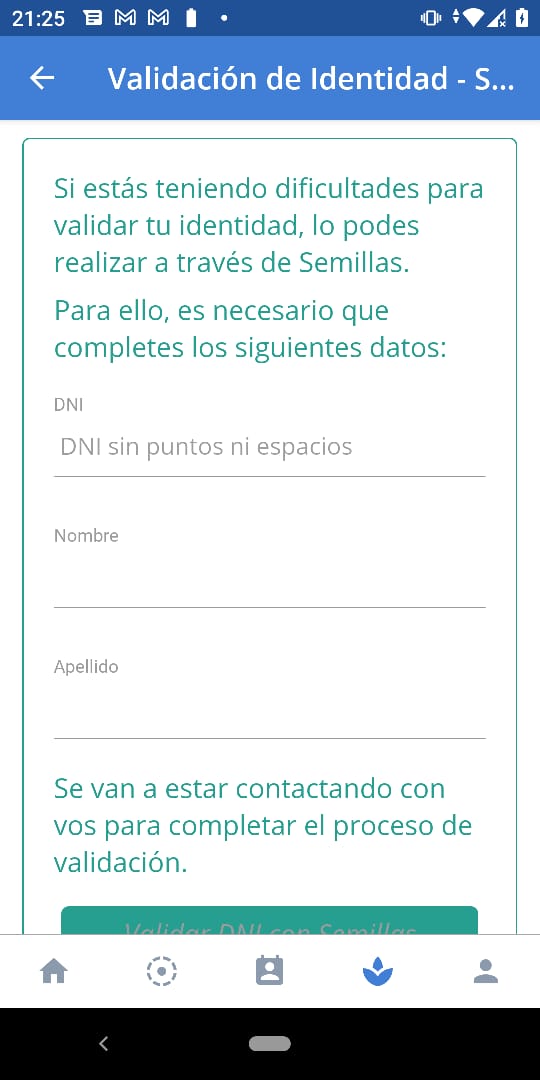 21:25
Validación de Identidad - S...
Si estás teniendo dificultades para
validar tu identidad, lo podes
realizar a través de Semillas.
Para ello, es necesario que
completes los siguientes datos:
DNI
DNI sin puntos ni espacios
Nombre
Apellido
Se van a estar contactando con
vos para completar el proceso de
validación.
Validar DNI con Semillas